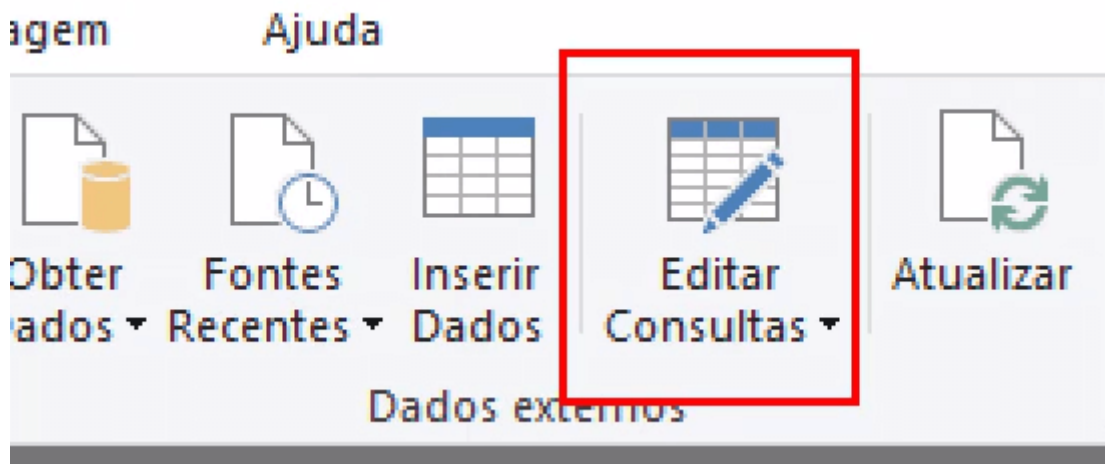 agem Ajuda
Obter Fontes Inserir Editar Atualizar
ados Recentes Dados Consultas
Dados externos